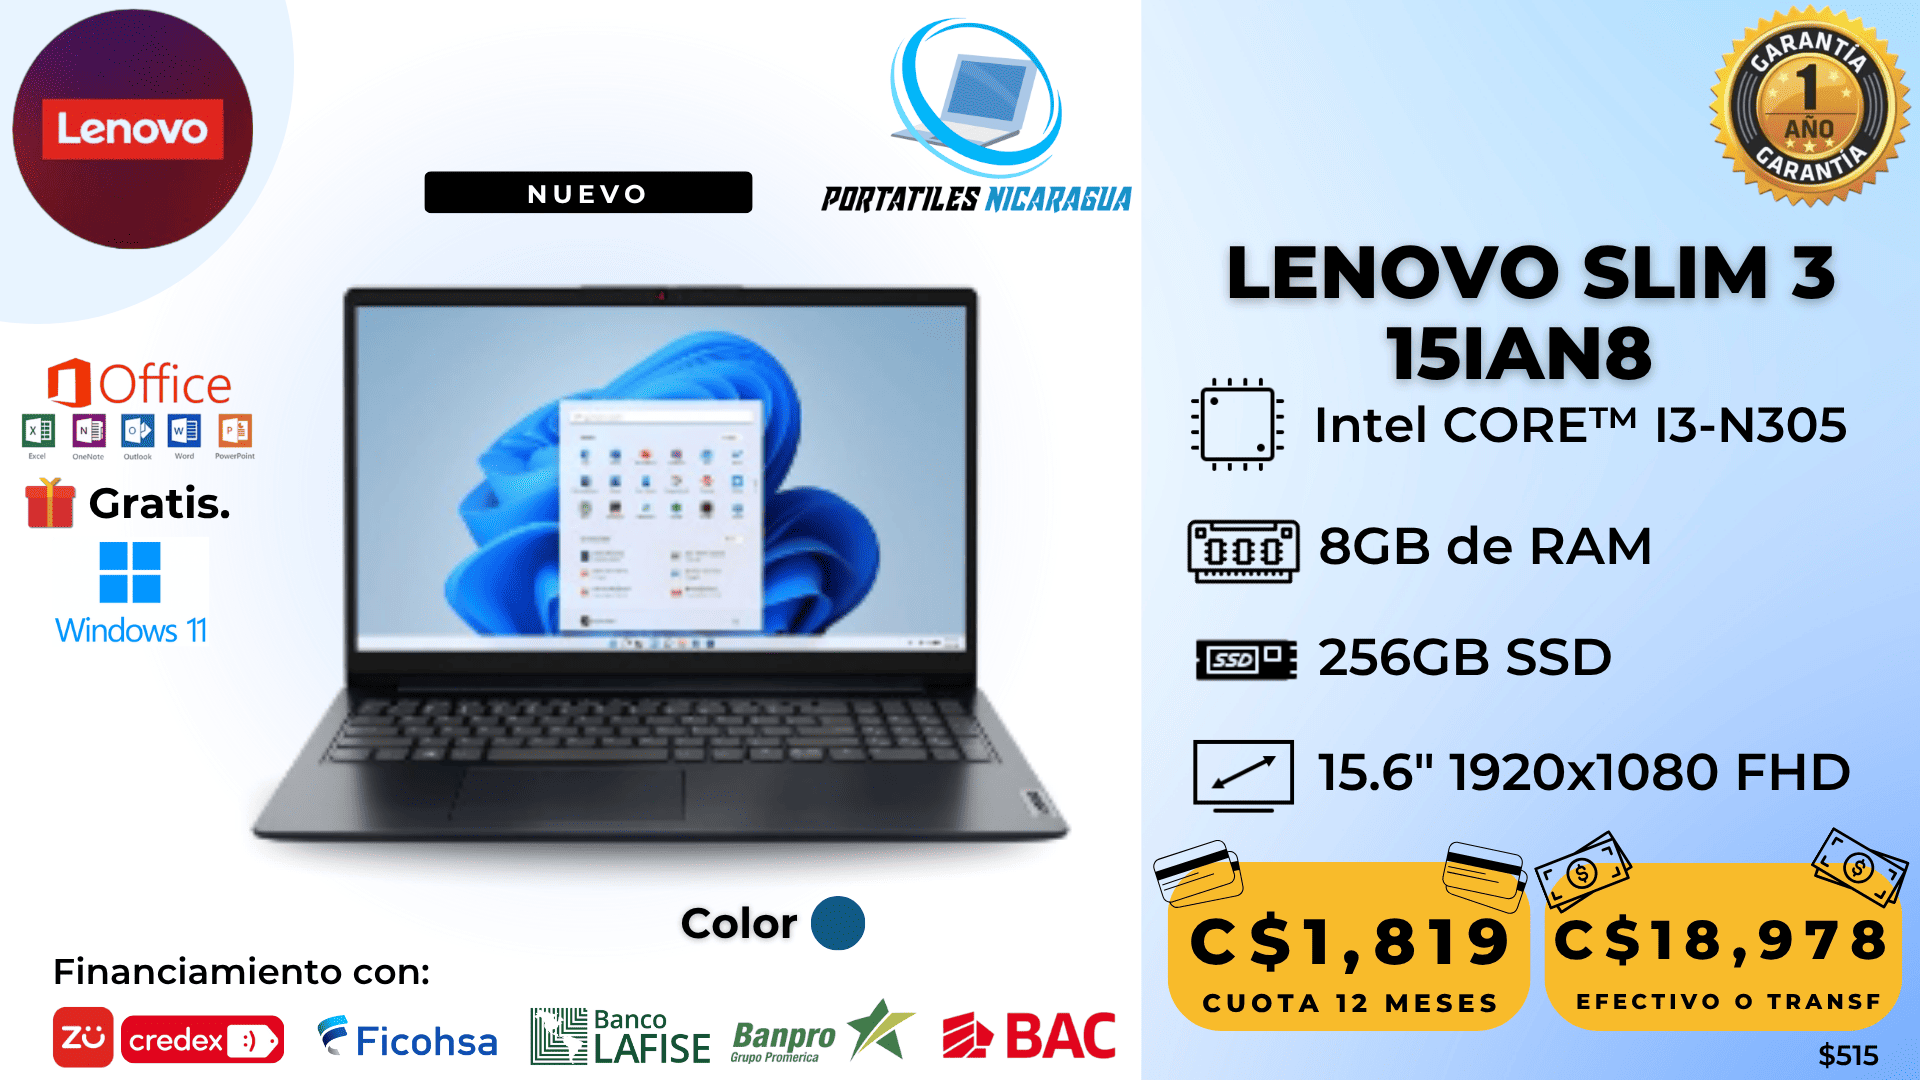 Lenovo
NUEVO
PORTATILES NICARAGUA
GARANTÍA
1
AÑO
GARANTÍA
LENOVO SLIM 3
15IAN8
Intel CORE™ I3-N305
8GB de RAM
SSD
256GB SSD
15.6" 1920x1080 FHD
Office
Excel OneNote Outlook Word PowerPoint
Gratis.
Windows 11
Color
Financiamiento con:
zū
credex :)
Ficohsa
Banco
LAFISE
Banpro
Grupo Promerica
BAC
C$1,819
CUOTA 12 MESES
C$18,978
EFECTIVO O TRANSF
$515